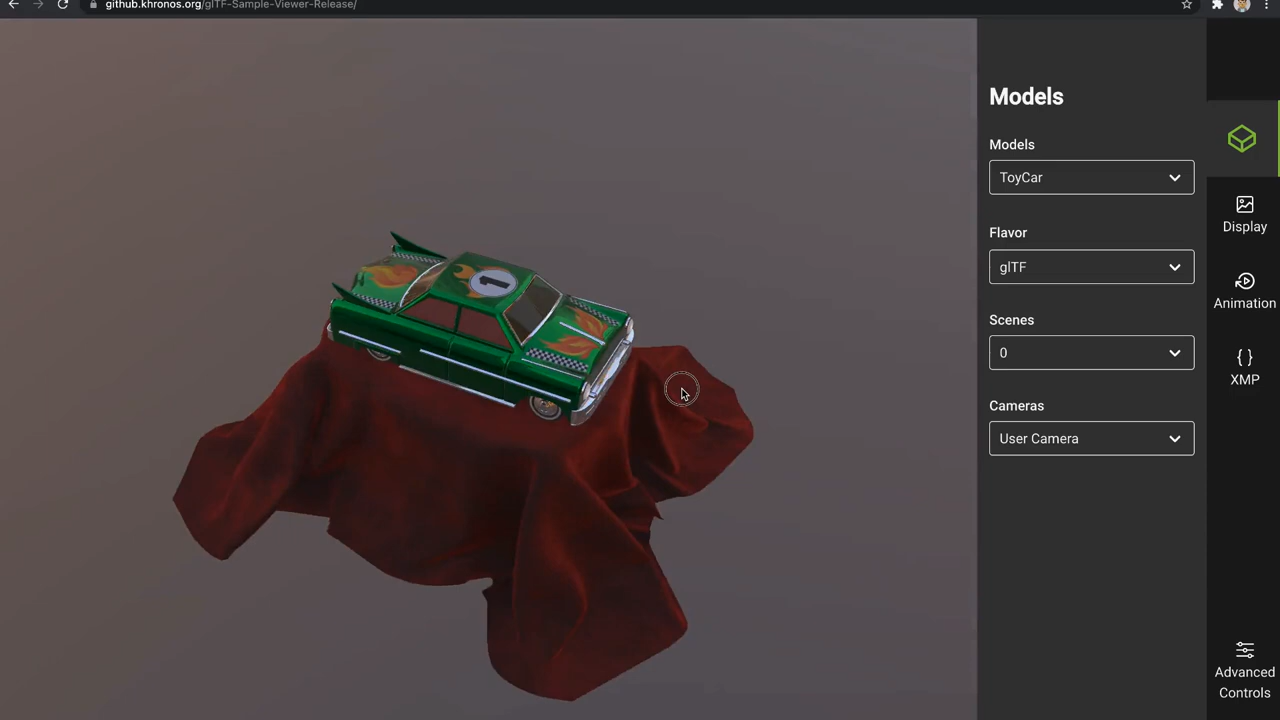 github.khronos.org/glTF-Sample-Viewer-Release/
Models
Models
ToyCar
Flavor
glTF
Scenes
0
Cameras
User Camera
Display
Animation
XMP
Advanced
Controls
1